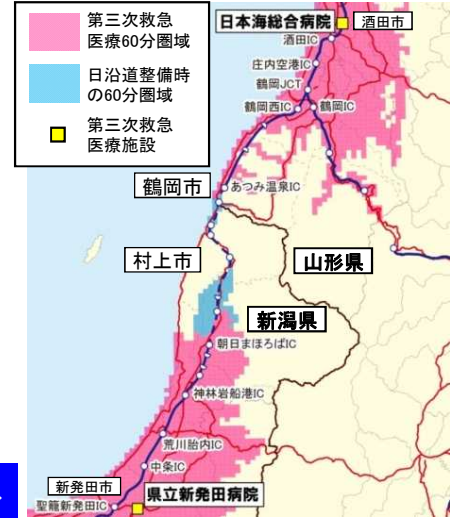 第三次救急
医療60分圏域
日沿道整備時
の60分圏域
第三次救急
医療施設
日本海総合病院
酒田市
酒田IC
庄内空港IC
鶴岡JCT
鶴岡西IC
鶴岡IC
鶴岡市
あつみ温泉IC
村上市
山形県
新潟県
朝日まほろばIC
神林岩船港IC
荒川胎内IC
中条IC
新発田市
県立新発田病院
聖籠新発田IC